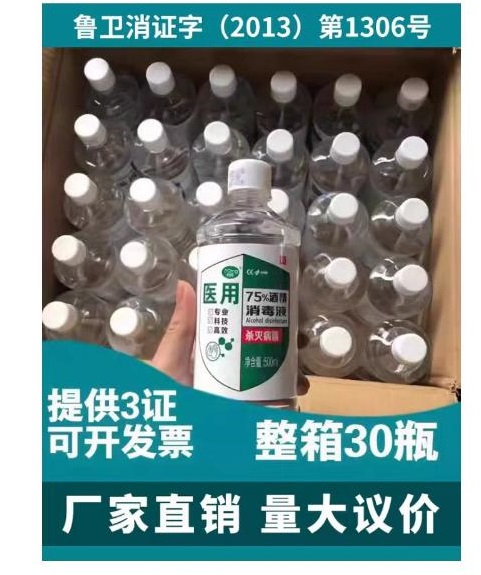 鲁卫消证字（2013）第1306号
医用
专业
科技
高效
75%酒精
消毒液
Alcohol disinfectant
杀灭病菌
净含量:500ml
提供3证
可开发票
整箱30瓶
厂家直销 量大议价